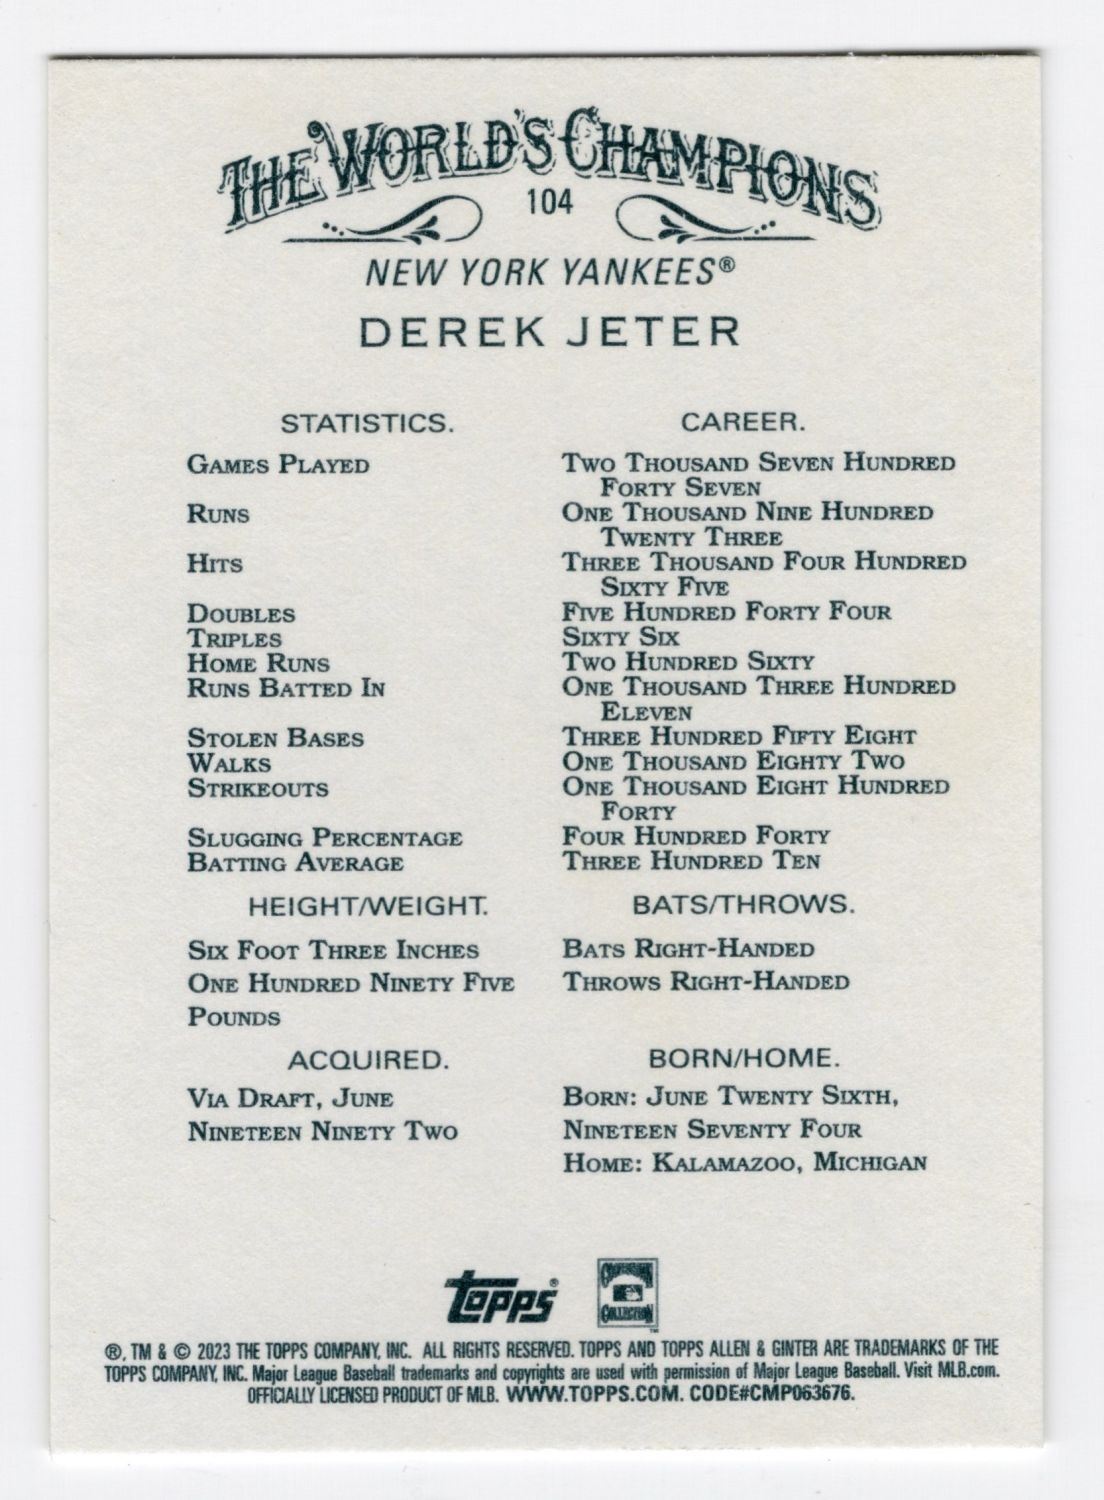 THE WORLD'S CHAMPIONS
104
NEW YORK YANKEES®
DEREK JETER
STATISTICS. CAREER.
GAMES PLAYED TWO THOUSAND SEVEN HUNDRED
FORTY SEVEN
RUNS ONE THOUSAND NINE HUNDRED
TWENTY THREE
HITS THREE THOUSAND FOUR HUNDRED
SIXTY FIVE
DOUBLES FIVE HUNDRED FORTY FOUR
TRIPLES SIXTY SIX
HOME RUNS TWO HUNDRED SIXTY
RUNS BATTED IN ONE THOUSAND THREE HUNDRED
ELEVEN
STOLEN BASES THREE HUNDRED FIFTY EIGHT
WALKS ONE THOUSAND EIGHTY TWO
STRIKEOUTS ONE THOUSAND EIGHT HUNDRED
FORTY
SLUGGING PERCENTAGE FOUR HUNDRED FORTY
BATTING AVERAGE THREE HUNDRED TEN
HEIGHT/WEIGHT.
SIX FOOT THREE INCHES
ONE HUNDRED NINETY FIVE
POUNDS
BATS/THROWS.
BATS RIGHT-HANDED
THROWS RIGHT-HANDED
ACQUIRED.
VIA DRAFT, JUNE
NINETEEN NINETY TWO
BORN/HOME.
BORN: JUNE TWENTY SIXTH,
NINETEEN SEVENTY FOUR
HOME: KALAMAZOO, MICHIGAN
topps®
COOPERSTOWN
COLLECTION
™
®, TM & © 2023 THE TOPPS COMPANY, INC. ALL RIGHTS RESERVED. TOPPS AND TOPPS ALLEN & GINTER ARE TRADEMARKS OF THE
TOPPS COMPANY, INC. Major League Baseball trademarks and copyrights are used with permission of Major League Baseball. Visit MLB.com.
OFFICIALLY LICENSED PRODUCT OF MLB. WWW.TOPPS.COM. CODE#CMP063676.